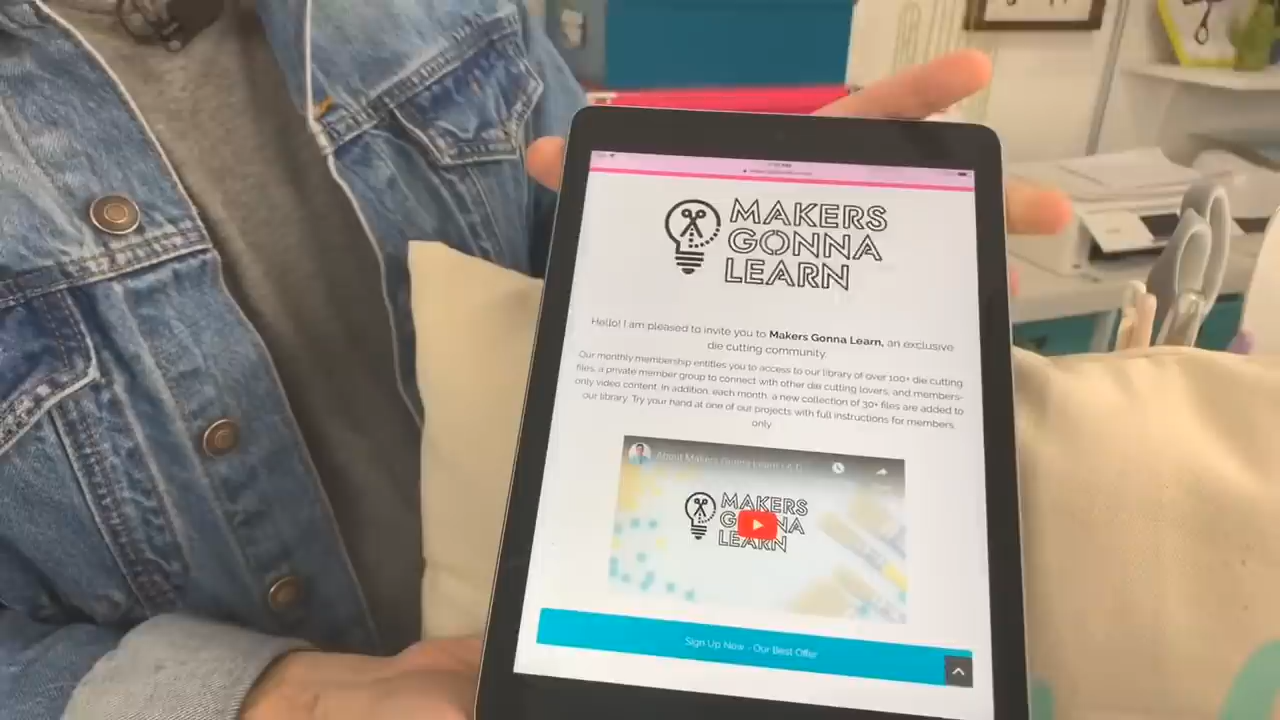 MAKERS
GONNA
LEARN
Hello! I am pleased to invite you to Makers Gonna Learn, an exclusive
die cutting community.
Our monthly membership entitles you to access to our library of over 100+ die cutting
files, a private member group to connect with other die cutting lovers, and members-
only video content. In addition, each month, a new collection of 30+ files are added to
our library. Try your hand at one of our projects with full instructions for members
only
About Makers Gonna Learn
MAKERS
GONNA
LEARN
Sign Up Now - Our Best Offer